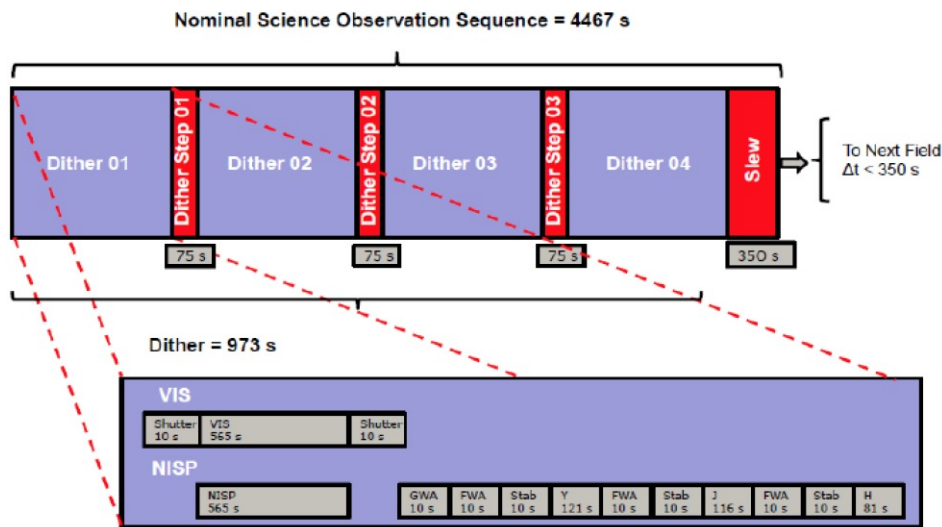 Nominal Science Observation Sequence = 4467 s
Dither 01
Dither Step 01
Dither 02
Dither Step 02
Dither 03
Dither Step 03
Dither 04
Slew
To Next Field
Δt < 350 s
75 s
75 s
75 s
350 s
Dither = 973 s
VIS
Shutter
10 s
VIS
565 s
Shutter
10 s
NISP
NISP
565 s
GWA
10 s
FWA
10 s
Stab
10 s
Y
121 s
FWA
10 s
Stab
10 s
J
116 s
FWA
10 s
Stab
10 s
H
81 s